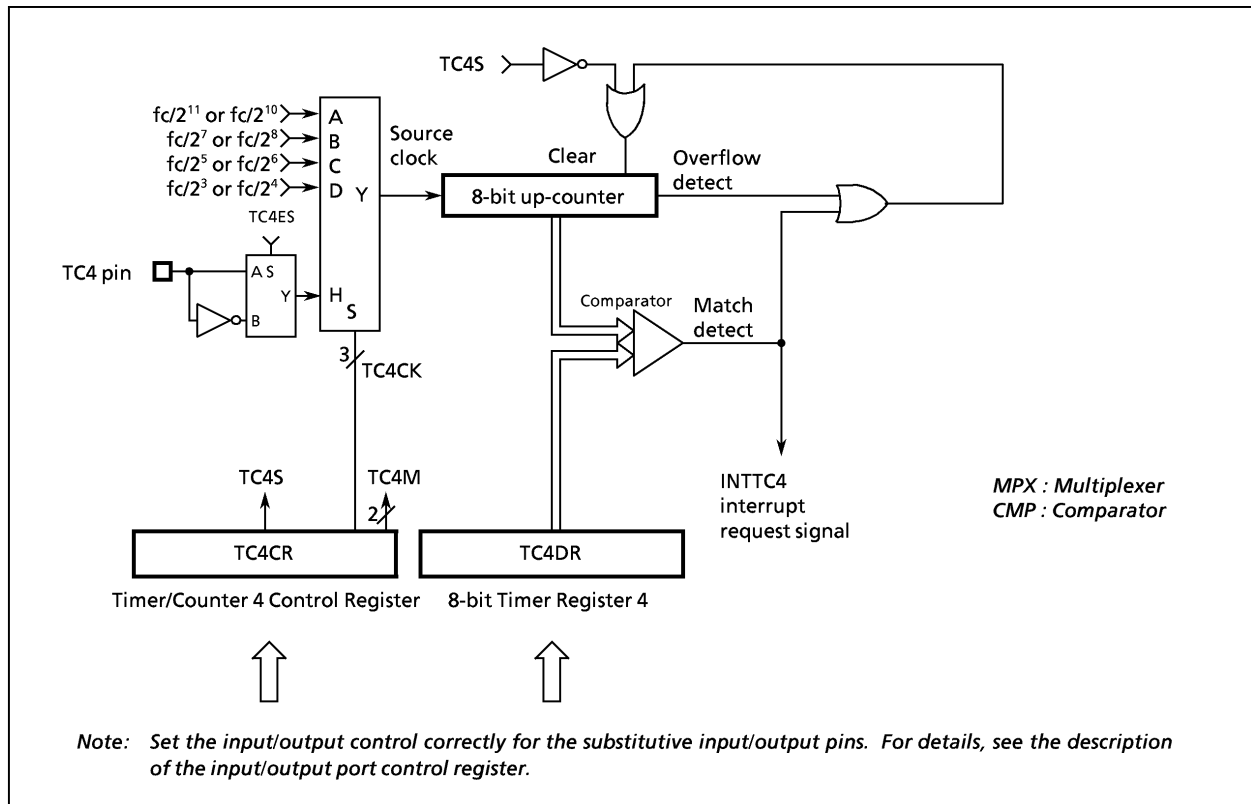 TC4S
fc/2¹¹ or fc/2¹⁰
A
fc/2⁷ or fc/2⁸
B
fc/2⁵ or fc/2⁶
C
fc/2³ or fc/2⁴
D
Y
Source
clock
Clear
8-bit up-counter
Overflow
detect
TC4ES
TC4 pin
A S
Y
B
H
S
Comparator
Match
detect
3
TC4CK
TC4S
TC4M
2
INTTC4
interrupt
request signal
MPX : Multiplexer
CMP : Comparator
TC4CR
TC4DR
Timer/Counter 4 Control Register
8-bit Timer Register 4
Note: Set the input/output control correctly for the substitutive input/output pins. For details, see the description
of the input/output port control register.